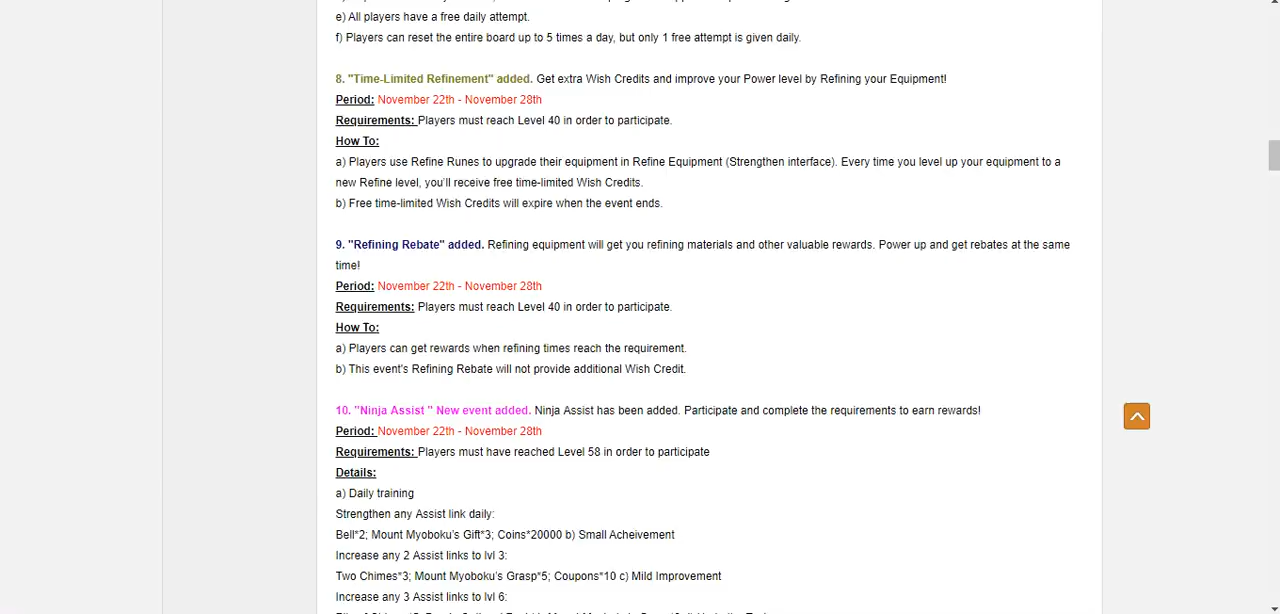 e) All players have a free daily attempt.
f) Players can reset the entire board up to 5 times a day, but only 1 free attempt is given daily.
8. "Time-Limited Refinement" added. Get extra Wish Credits and improve your Power level by Refining your Equipment!
Period: November 22th - November 28th
Requirements: Players must reach Level 40 in order to participate.
How To:
a) Players use Refine Runes to upgrade their equipment in Refine Equipment (Strengthen interface). Every time you level up your equipment to a
new Refine level, you'll receive free time-limited Wish Credits.
b) Free time-limited Wish Credits will expire when the event ends.
9. "Refining Rebate" added. Refining equipment will get you refining materials and other valuable rewards. Power up and get rebates at the same
time!
Period: November 22th - November 28th
Requirements: Players must reach Level 40 in order to participate.
How To:
a) Players can get rewards when refining times reach the requirement.
b) This event's Refining Rebate will not provide additional Wish Credit.
10. "Ninja Assist " New event added. Ninja Assist has been added. Participate and complete the requirements to earn rewards!
Period: November 22th - November 28th
Requirements: Players must have reached Level 58 in order to participate
Details:
a) Daily training
Strengthen any Assist link daily:
Bell*2; Mount Myoboku's Gift*3; Coins*20000 b) Small Acheivement
Increase any 2 Assist links to lvl 3:
Two Chimes*3; Mount Myoboku's Grasp*5; Coupons*10 c) Mild Improvement
Increase any 3 Assist links to lvl 6: